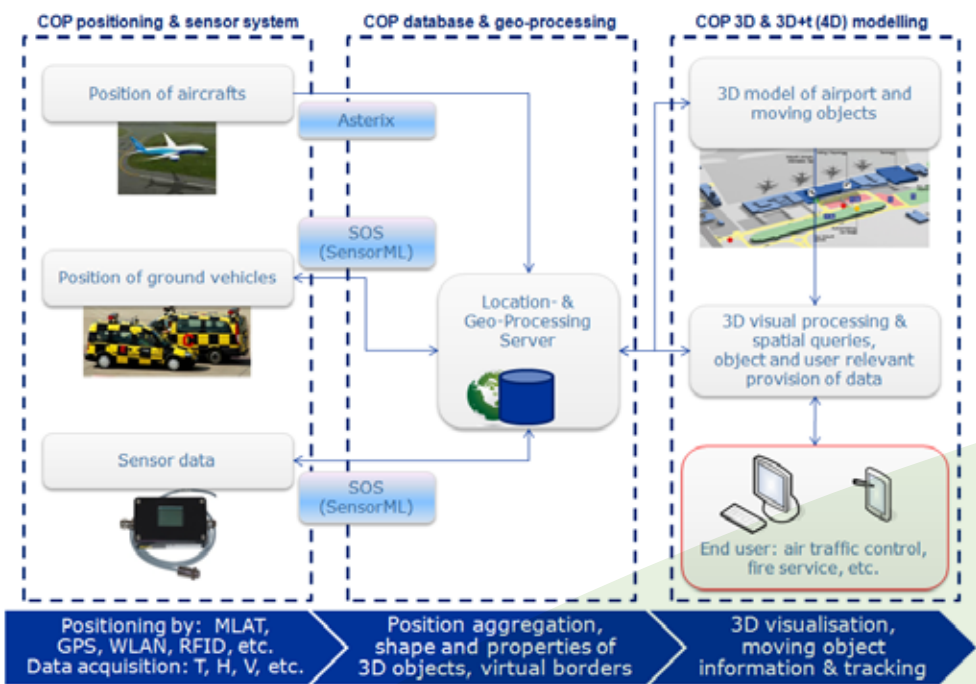 COP positioning & sensor system
Position of aircrafts
Position of ground vehicles
Sensor data
Asterix
SOS
(SensorML)
SOS
(SensorML)
COP database & geo-processing
Location- &
Geo-Processing
Server
COP 3D & 3D+t (4D) modelling
3D model of airport and
moving objects
3D visual processing &
spatial queries,
object and user relevant
provision of data
End user: air traffic control,
fire service, etc.
Positioning by: MLAT,
GPS, WLAN, RFID, etc.
Data acquisition: T, H, V, etc.
Position aggregation,
shape and properties of
3D objects, virtual borders
3D visualisation,
moving object
information & tracking